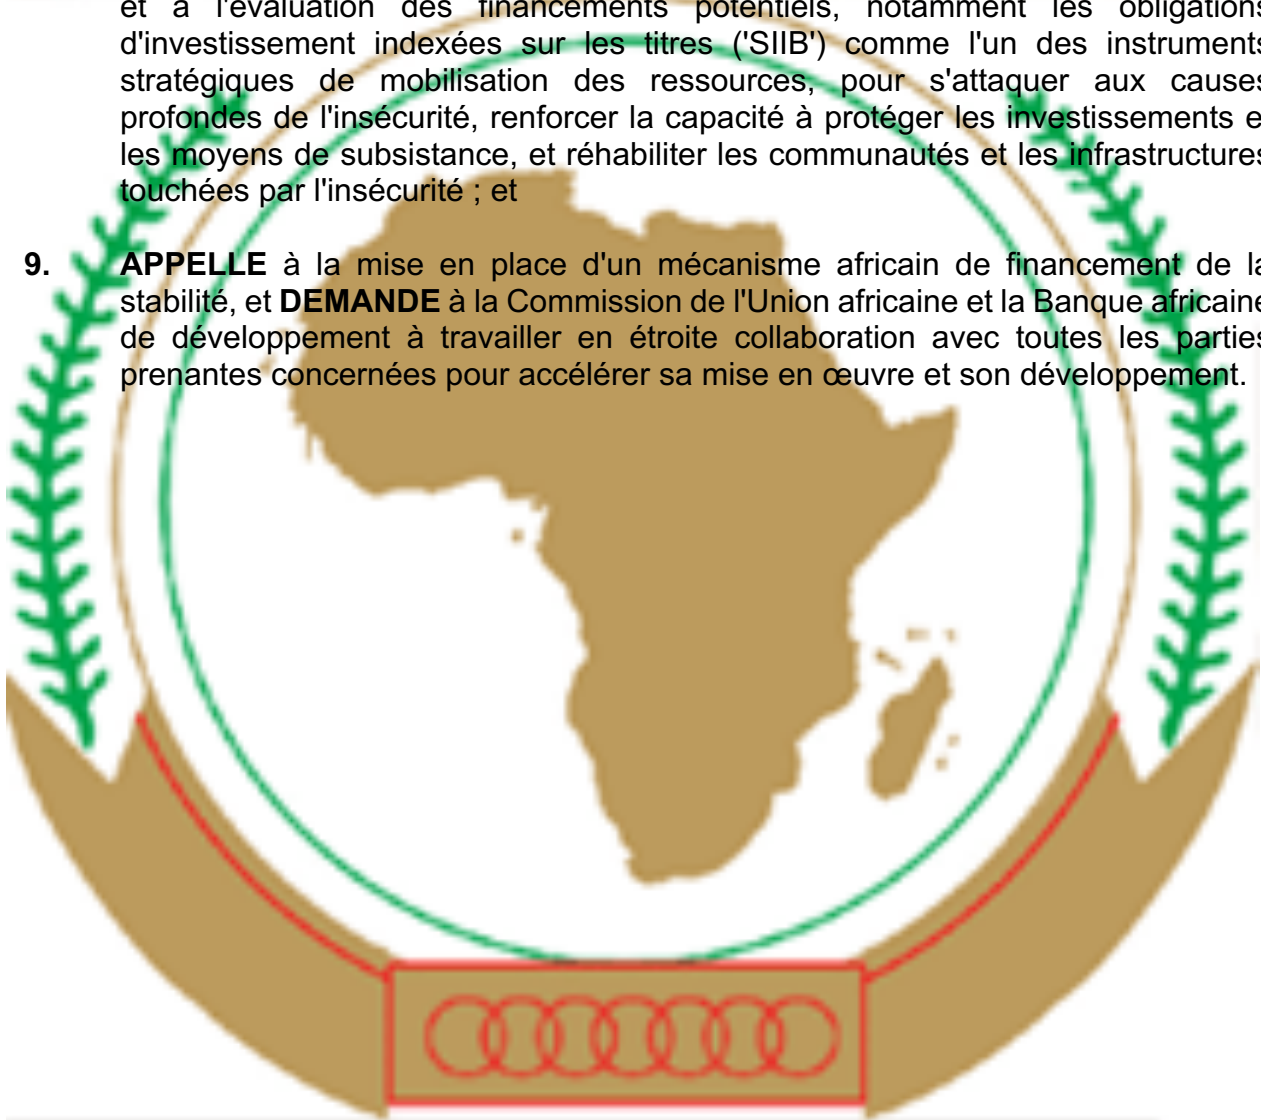 et à l'évaluation des financements potentiels, notamment les obligations
d'investissement indexées sur les titres ('SIIB') comme l'un des instruments
stratégiques de mobilisation des ressources, pour s'attaquer aux causes
profondes de l'insécurité, renforcer la capacité à protéger les investissements e
les moyens de subsistance, et réhabiliter les communautés et les infrastructures
touchées par l'insécurité ; et
9. APPELLE à la mise en place d'un mécanisme africain de financement de la
stabilité, et DEMANDE à la Commission de l'Union africaine et la Banque africaine
de développement à travailler en étroite collaboration avec toutes les parties
prenantes concernées pour accélérer sa mise en œuvre et son développement.